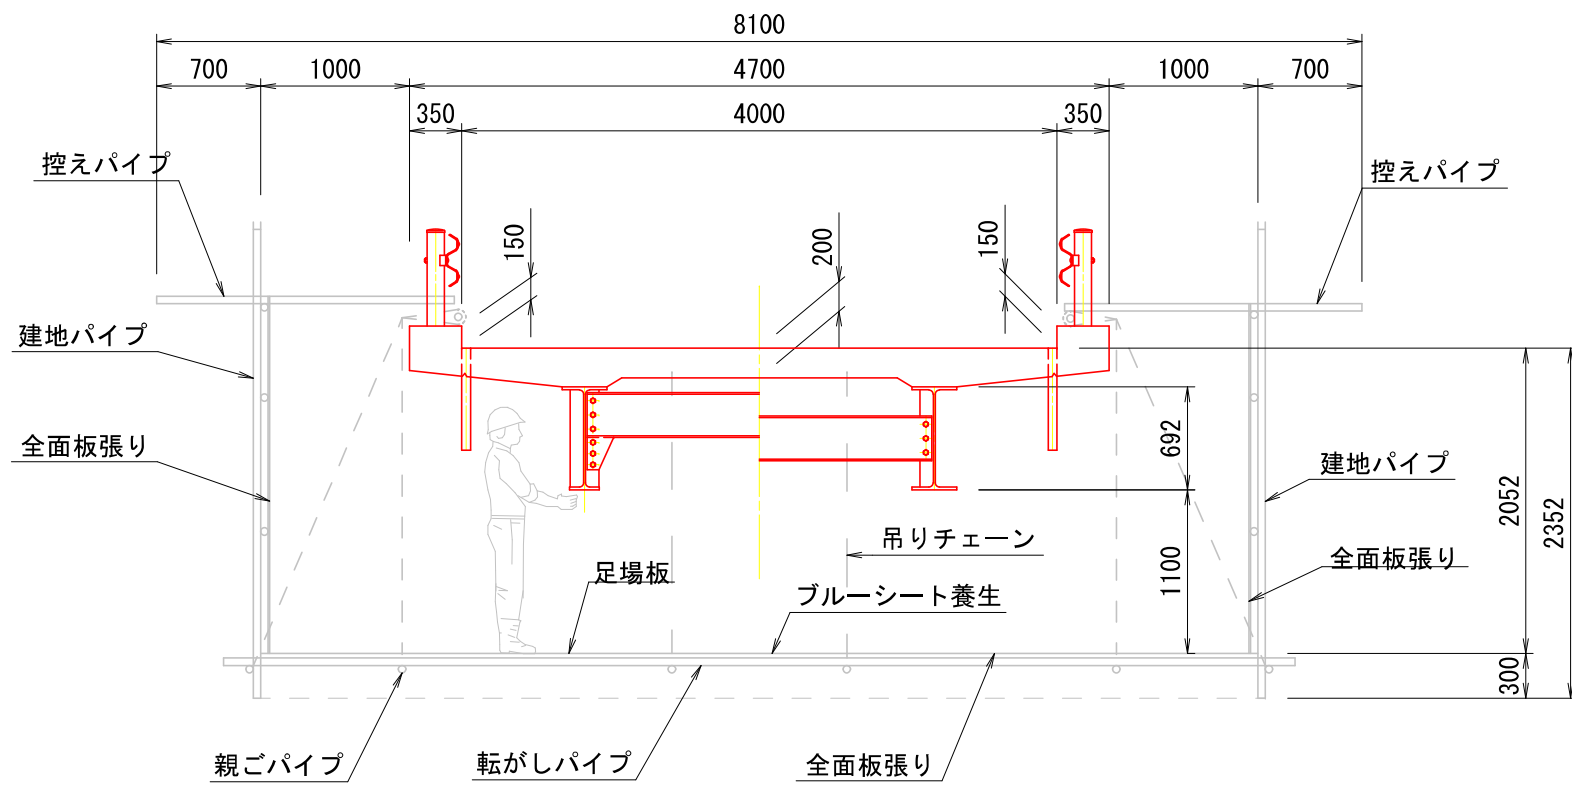 8100
700
1000
4700
1000
700
350
4000
350
控えパイプ
控えパイプ
150
200
150
建地パイプ
全面板張り
692
建地パイプ
2052
2352
吊りチェーン
全面板張り
1100
足場板
ブルーシート養生
300
親ごパイプ
転がしパイプ
全面板張り